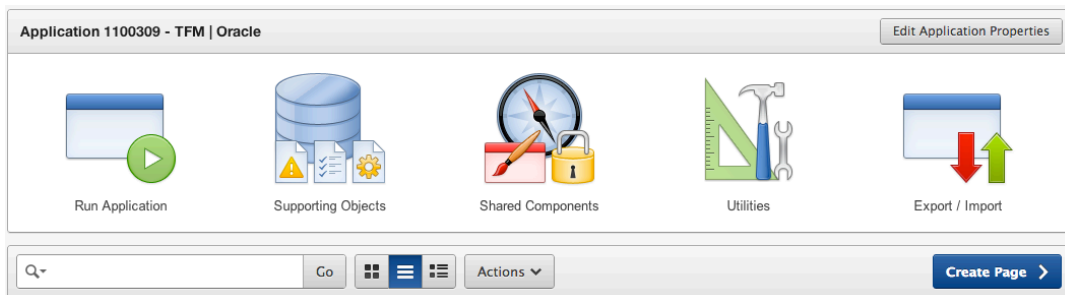 Application 1100309 - TFM | Oracle
Edit Application Properties
Run Application
Supporting Objects
Shared Components
Utilities
Export / Import
Go
Actions
Create Page